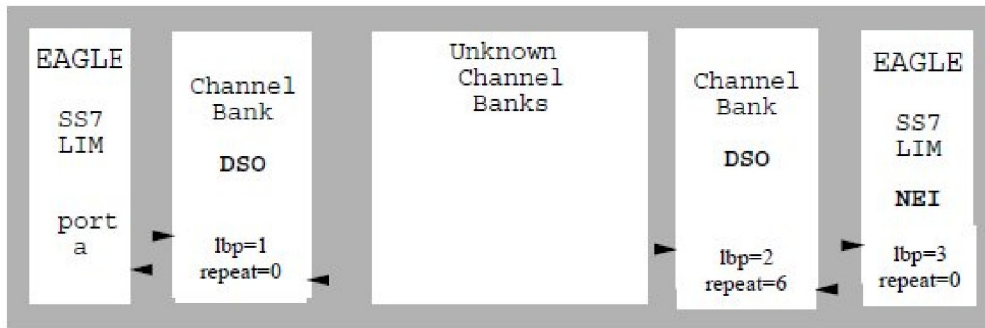 EAGLE
SS7
LIM
port
a
Channel
Bank
DSO
lbp=1
repeat=0
Unknown
Channel
Banks
Channel
Bank
DSO
lbp=2
repeat=6
EAGLE
SS7
LIM
NEI
lbp=3
repeat=0